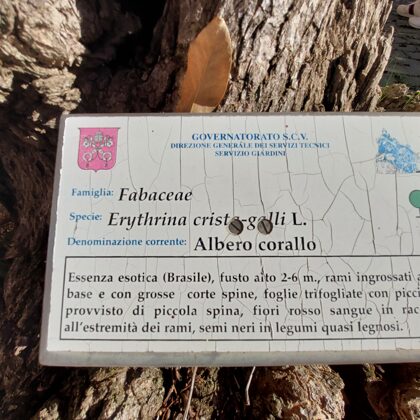 GOVERNATORATO S.C.V.
DIREZIONE GENERALE DEI SERVIZI TECNICI
SERVIZIO GIARDINI
Famiglia: Fabaceae
Specie: Erythrina crista-galli L.
Denominazione corrente: Albero corallo
Essenza esotica (Brasile), fusto alto 2-6 m., rami ingrossati a
base e con grosse corte spine, foglie trifogliate con picci
provvisto di piccola spina, fiori rosso sangue in rac
all'estremità dei rami, semi neri in legumi quasi legnosi.